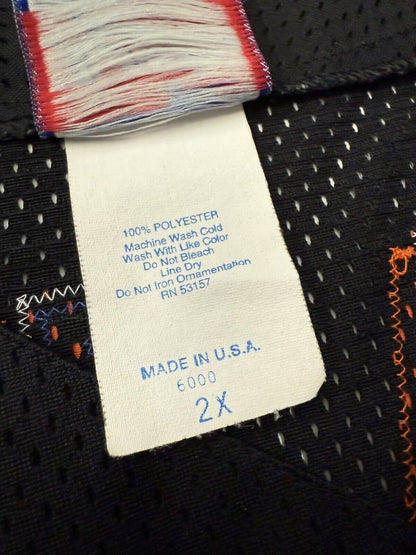 100% POLYESTER
Machine Wash Cold
Wash With Like Color
Do Not Bleach
Line Dry
Do Not Iron Ornamentation
RN 53157
MADE IN U.S.A.
6000
2X